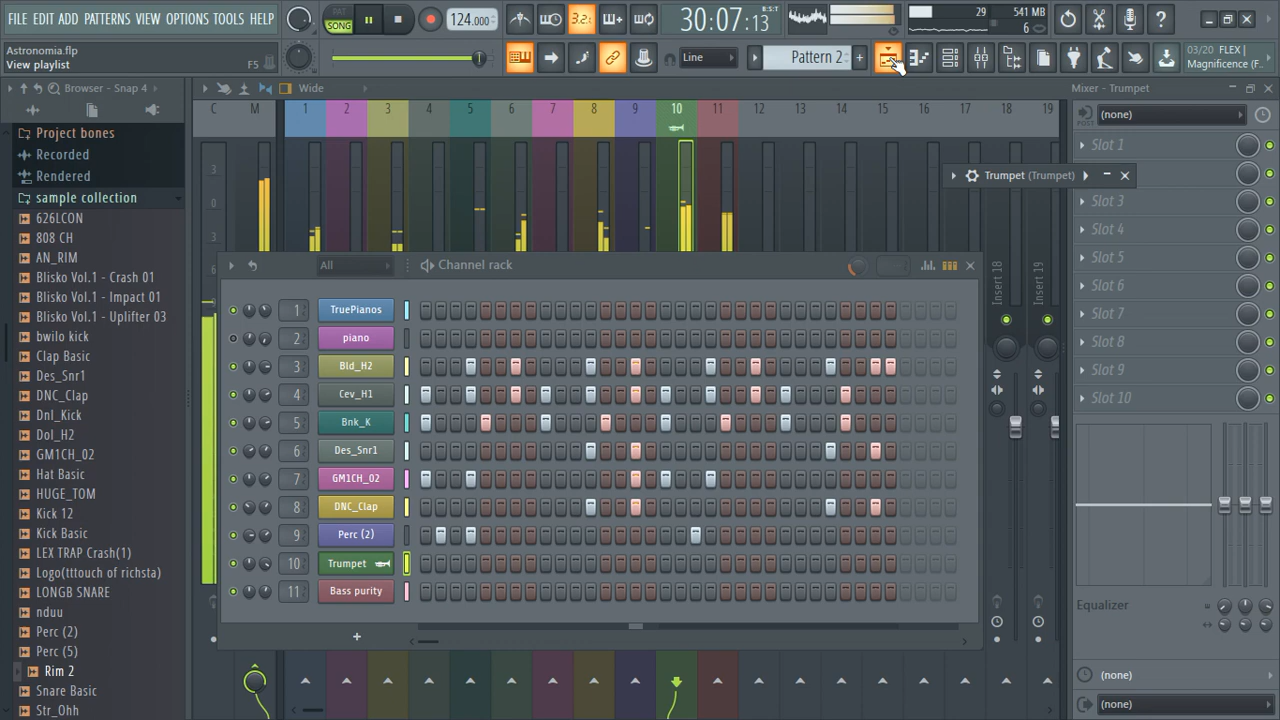 FILE EDIT ADD PATTERNS VIEW OPTIONS TOOLS HELP
PAT
SONG
124.000
3.2
30:07:13
B:S:T
29
541 MB
6
Astronomia.flp
View playlist
F5
Line
Pattern 2
+
03/20 FLEX |
Magnificence (F..
Browser - Snap 4
Wide
Mixer - Trumpet
Project bones
Recorded
Rendered
sample collection
626LCON
808 CH
AN_RIM
Blisko Vol.1 - Crash 01
Blisko Vol.1 - Impact 01
Blisko Vol.1 - Uplifter 03
bwilo kick
Clap Basic
Des_Snr1
DNC_Clap
Dnl_Kick
Dol_H2
GM1CH_02
Hat Basic
HUGE_TOM
Kick 12
Kick Basic
LEX TRAP Crash(1)
Logo(tttouch of richsta)
LONGB SNARE
nduu
Perc (2)
Perc (5)
Rim 2
Snare Basic
Str_Ohh
C M 1 2 3 4 5 6 7 8 9 10 11 12 13 14 15 16 17 18 19
3
0
3
6
Trumpet (Trumpet)
All
Channel rack
1 TruePianos
2 piano
3 Bld_H2
4 Cev_H1
5 Bnk_K
6 Des_Snr1
7 GM1CH_02
8 DNC_Clap
9 Perc (2)
10 Trumpet
11 Bass purity
+
Insert 18
Insert 19
(none)
POST
Slot 1
Slot 3
Slot 4
Slot 5
Slot 6
Slot 7
Slot 8
Slot 9
Slot 10
Equalizer
(none)
(none)